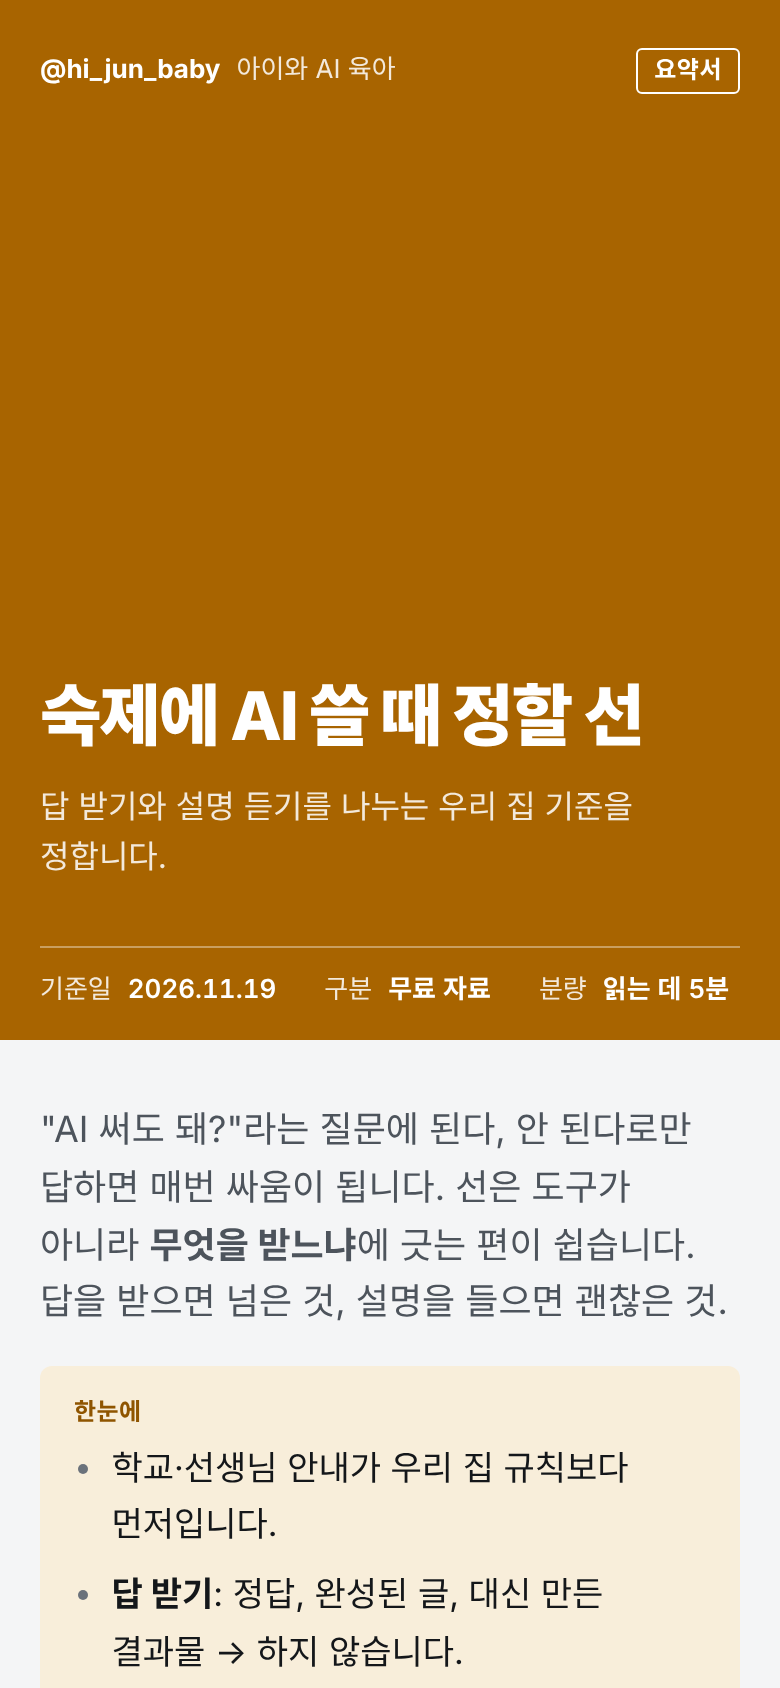 @hi_jun_baby 아이와 AI 육아
요약서
숙제에 AI 쓸 때 정할 선
답 받기와 설명 듣기를 나누는 우리 집 기준을
정합니다.
기준일 2026.11.19 구분 무료 자료 분량 읽는 데 5분
"AI 써도 돼?"라는 질문에 된다, 안 된다로만
답하면 매번 싸움이 됩니다. 선은 도구가
아니라 무엇을 받느냐에 긋는 편이 쉽습니다.
답을 받으면 넘은 것, 설명을 들으면 괜찮은 것.
한눈에
• 학교·선생님 안내가 우리 집 규칙보다
먼저입니다.
• 답 받기: 정답, 완성된 글, 대신 만든
결과물 → 하지 않습니다.